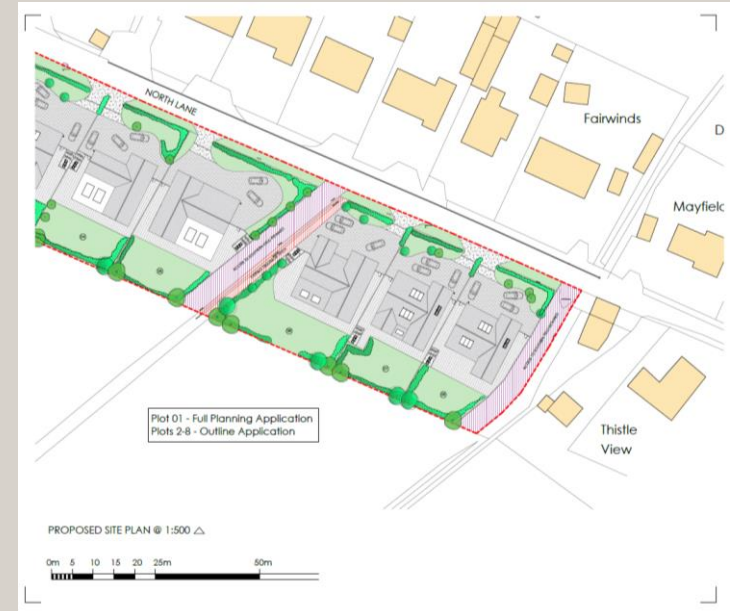 NORTH LANE
Fairwinds
D
Mayfielc
Plot 01 - Full Planning Application
Plots 2-8 - Outline Application
Thistle
View
PROPOSED SITE PLAN @ 1:500
0m 5 10 15 20 25m 50m